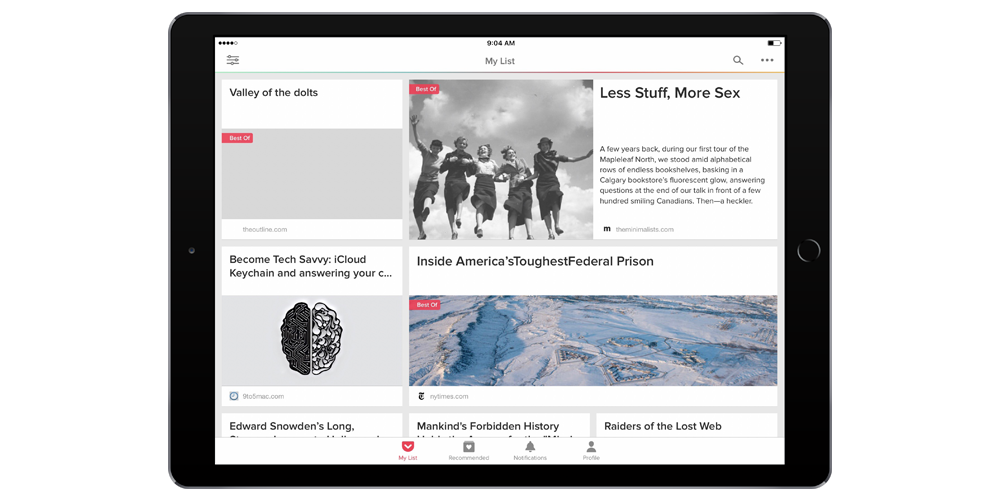 9:04 AM
My List
Valley of the dolts
Best Of
theoutline.com
Best Of
Less Stuff, More Sex
A few years back, during our first tour of the
Mapleleaf North, we stood amid alphabetical
rows of endless bookshelves, basking in a
Calgary bookstore's fluorescent glow, answering
questions at the end of our talk in front of a few
hundred smiling Canadians. Then—a heckler.
m theminimalists.com
Become Tech Savvy: iCloud
Keychain and answering your c...
9to5mac.com
Inside America'sToughestFederal Prison
Best Of
nytimes.com
Edward Snowden's Long,
Mankind's Forbidden History
Raiders of the Lost Web
My List
Recommended
Notifications
Profile